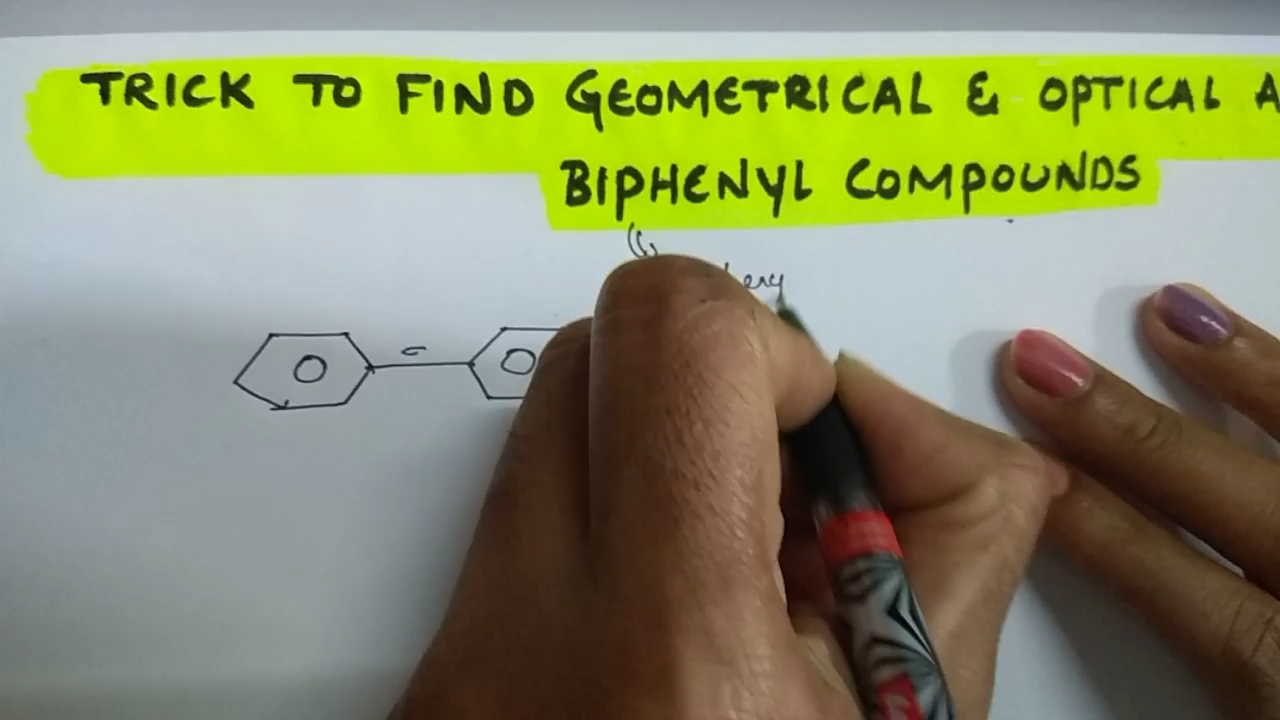 TRICK TO FIND GEOMETRICAL & OPTICAL A
BIPHENYL COMPOUNDS